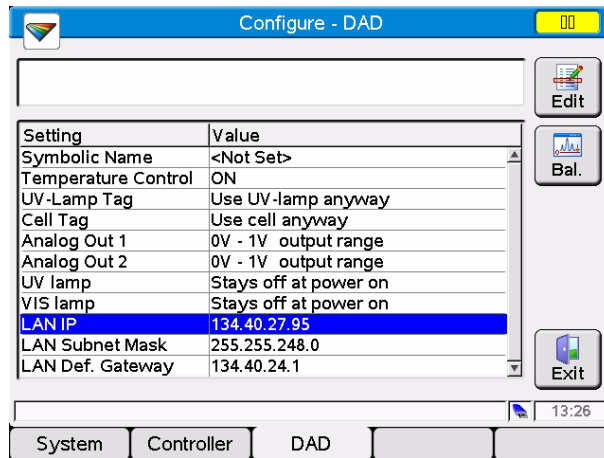 Configure - DAD
Edit
Bal.
Setting Value
Symbolic Name <Not Set>
Temperature Control ON
UV-Lamp Tag Use UV-lamp anyway
Cell Tag Use cell anyway
Analog Out 1 0V - 1V output range
Analog Out 2 0V - 1V output range
UV lamp Stays off at power on
VIS lamp Stays off at power on
LAN IP 134.40.27.95
LAN Subnet Mask 255.255.248.0
LAN Def. Gateway 134.40.24.1
Exit
13:26
System Controller DAD